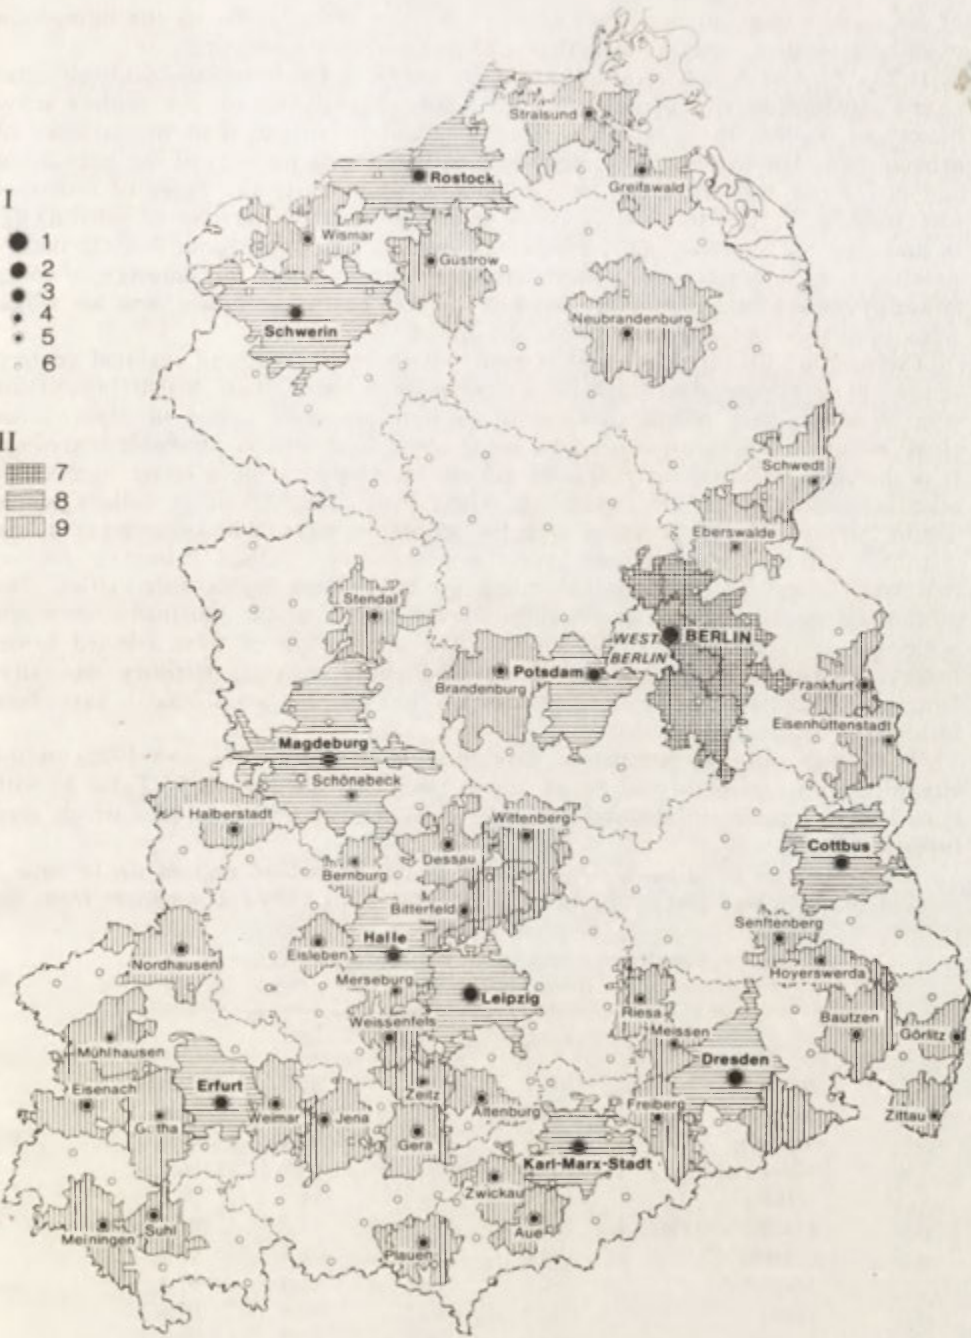 I
1
2
3
4
5
6
II
7
8
9
Stralsund
Rostock
Greifswald
Wismar
Güstrow
Schwerin
Neubrandenburg
Schwedt
Eberswalde
Stendal
WEST
BERLIN
BERLIN
Potsdam
Brandenburg
Frankfurt
Eisenhüttenstadt
Magdeburg
Schönebeck
Halberstadt
Wittenberg
Dessau
Bernburg
Cottbus
Bitterfeld
Senftenberg
Halle
Eisleben
Nordhausen
Hoyerswerda
Merseburg
Leipzig
Riesa
Weissenfels
Meissen
Bautzen
Görlitz
Mühlhausen
Dresden
Eisenach
Erfurt
Zeitz
Altenburg
Freiberg
Zittau
Gotha
Weimar
Jena
Gera
Karl-Marx-Stadt
Zwickau
Meiningen
Suhl
Aue
Plauen